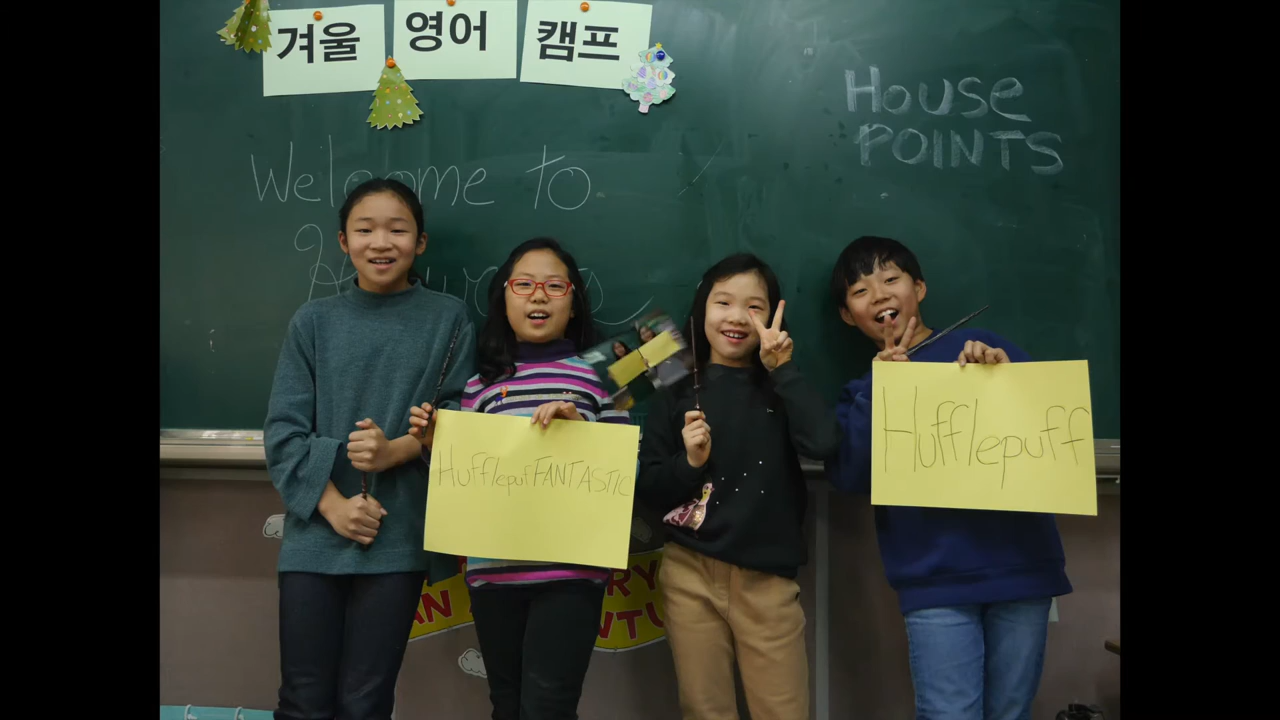 겨울 영어 캠프
House
POINTS
Welcome to
HufflepufFANTASTIC
Hufflepuff